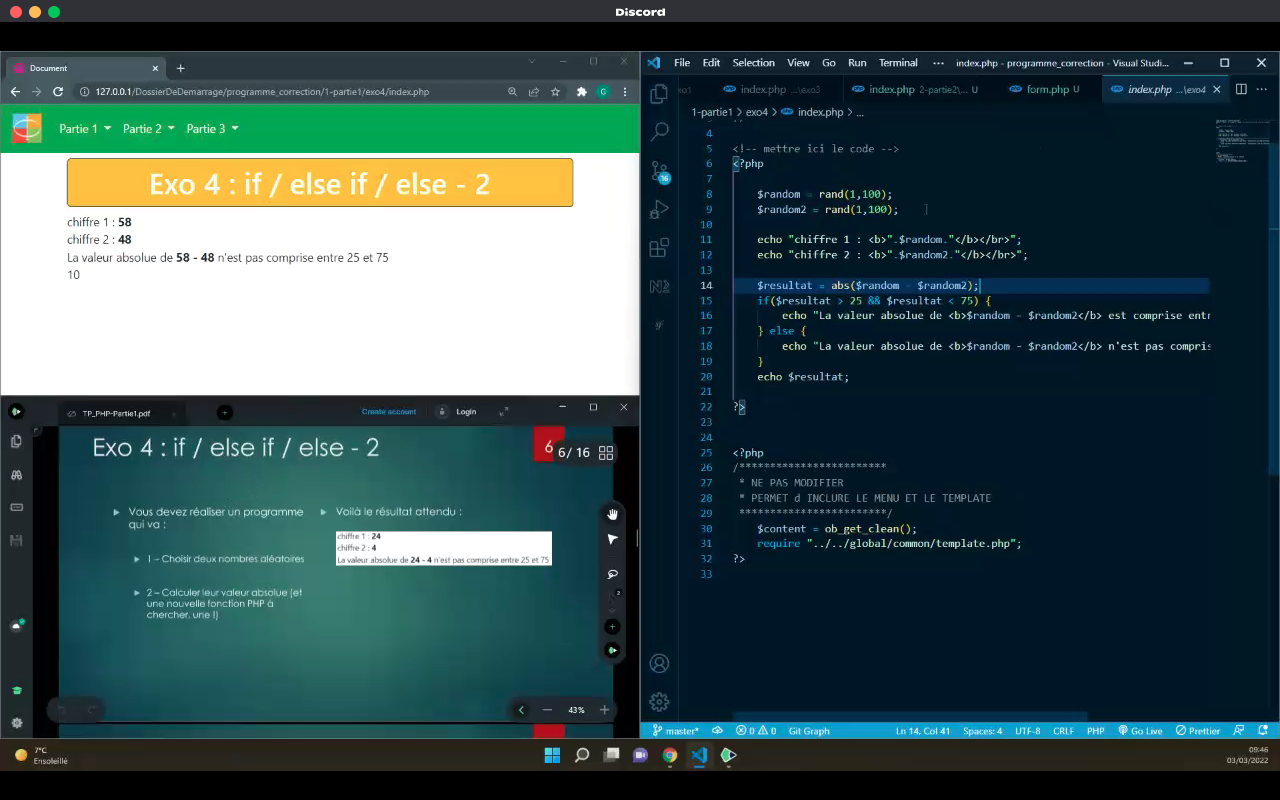 Discord
Document
127.0.0.1/DossierDeDemarrage/programme_correction/1-partie1/exo4/index.php
G
Partie 1
Partie 2
Partie 3
Exo 4 : if / else if / else - 2
chiffre 1 : 58
chiffre 2 : 48
La valeur absolue de 58 - 48 n'est pas comprise entre 25 et 75
10
TP_PHP-Partie1.pdf
Create account
Login
Exo 4 : if / else if / else - 2
6
6 / 16
Vous devez réaliser un programme
qui va :
1 – Choisir deux nombres aléatoires
2 – Calculer leur valeur absolue (et
une nouvelle fonction PHP à
chercher, une !)
Voilà le résultat attendu :
chiffre 1 : 24
chiffre 2 : 4
La valeur absolue de 24 - 4 n'est pas comprise entre 25 et 75
43%
File Edit Selection View Go Run Terminal ··· index.php - programme_correction - Visual Studi...
index.php ...\exo3
index.php 2-partie2\... U
form.php U
index.php ...\exo4
1-partie1 > exo4 > index.php > ...
4
5 <!-- mettre ici le code -->
6 <?php
7
8 $random = rand(1,100);
9 $random2 = rand(1,100);
10
11 echo "chiffre 1 : <b>".$random."</b></br>";
12 echo "chiffre 2 : <b>".$random2."</b></br>";
13
14 $resultat = abs($random - $random2);
15 if($resultat > 25 && $resultat < 75) {
16 echo "La valeur absolue de <b>$random - $random2</b> est comprise entr
17 } else {
18 echo "La valeur absolue de <b>$random - $random2</b> n'est pas compris
19 }
20 echo $resultat;
21
22 ?>
23
24
25 <?php
26 /************************
27 * NE PAS MODIFIER
28 * PERMET d INCLURE LE MENU ET LE TEMPLATE
29 ************************/
30 $content = ob_get_clean();
31 require "../../global/common/template.php";
32 ?>
33
16
master* 0 0 Git Graph Ln 14, Col 41 Spaces: 4 UTF-8 CRLF PHP Go Live Prettier
7°C
Ensoleillé
09:46
03/03/2022